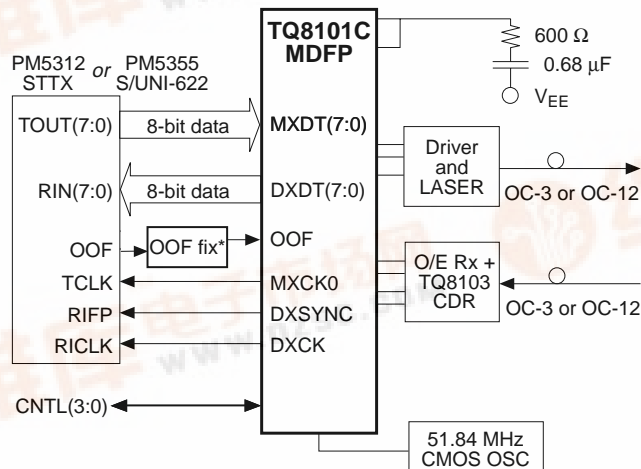 TQ8101C
MDFP
600 Ω
0.68 µF
VEE
PM5312 or PM5355
STTX S/UNI-622
TOUT(7:0)
8-bit data
MXDT(7:0)
Driver
and
LASER
OC-3 or OC-12
RIN(7:0)
8-bit data
DXDT(7:0)
OOF
OOF fix*
OOF
TCLK
MXCK0
O/E Rx +
TQ8103
CDR
OC-3 or OC-12
RIFP
DXSYNC
RICLK
DXCK
CNTL(3:0)
51.84 MHz
CMOS OSC